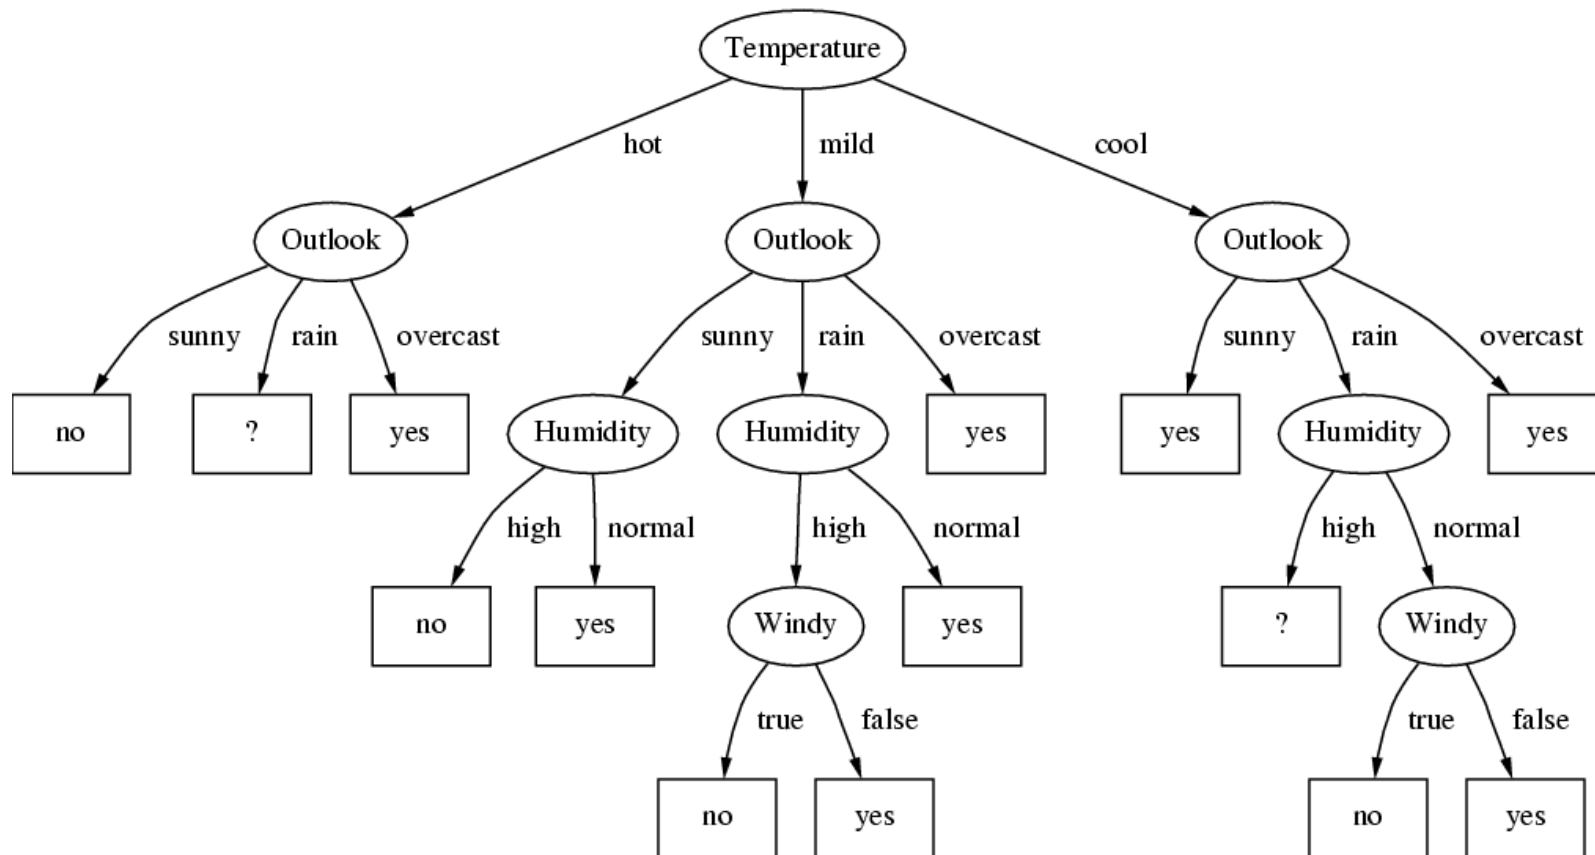 Temperature
hot mild cool
Outlook Outlook Outlook
sunny rain overcast sunny rain overcast sunny rain overcast
no ? yes Humidity Humidity yes yes Humidity yes
high normal high normal high normal
no yes Windy yes ? Windy
true false true false
no yes no yes